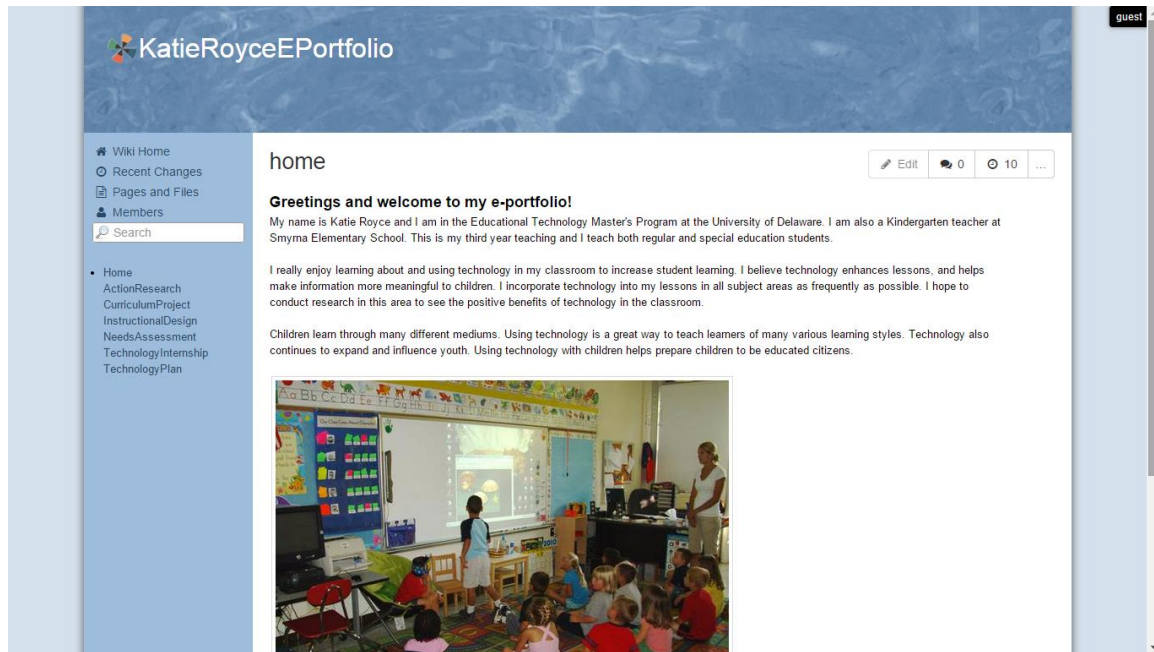 guest
KatieRoyceEPortfolio
Wiki Home
Recent Changes
Pages and Files
Members
Search
Home
ActionResearch
CurriculumProject
InstructionalDesign
NeedsAssessment
TechnologyInternship
TechnologyPlan
home
Edit
0
10
...
Greetings and welcome to my e-portfolio!
My name is Katie Royce and I am in the Educational Technology Master's Program at the University of Delaware. I am also a Kindergarten teacher at
Smyrna Elementary School. This is my third year teaching and I teach both regular and special education students.
I really enjoy learning about and using technology in my classroom to increase student learning. I believe technology enhances lessons, and helps
make information more meaningful to children. I incorporate technology into my lessons in all subject areas as frequently as possible. I hope to
conduct research in this area to see the positive benefits of technology in the classroom.
Children learn through many different mediums. Using technology is a great way to teach learners of many various learning styles. Technology also
continues to expand and influence youth. Using technology with children helps prepare children to be educated citizens.
Aa Bb Cc Dd Ee Ff Gg Hh Ii Jj Kk
2010